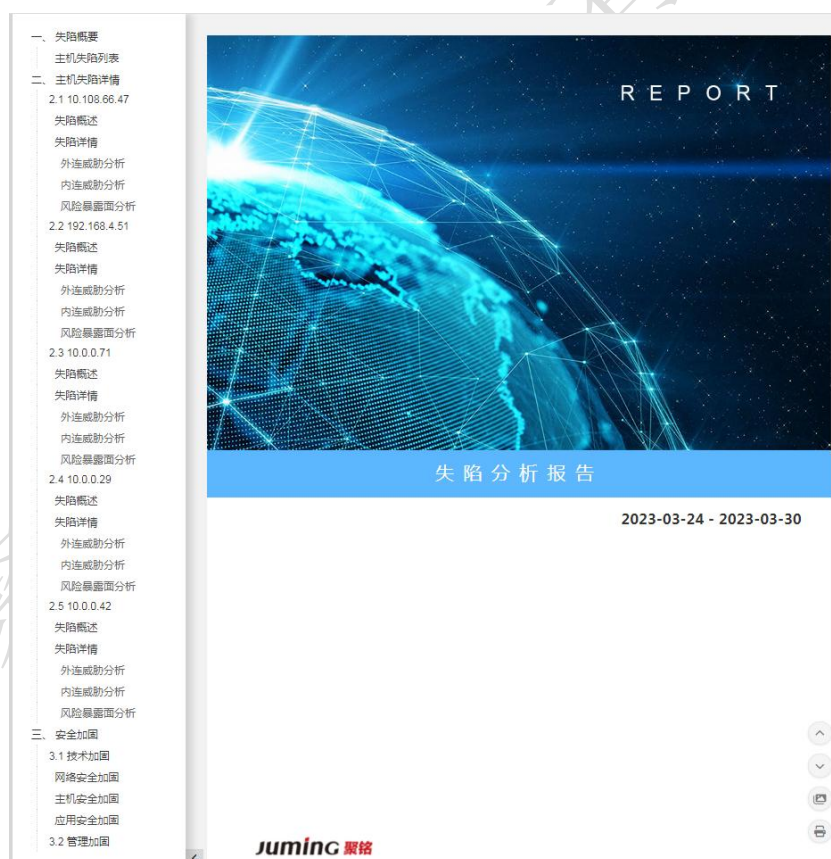 一、 失陷概要
主机失陷列表
二、 主机失陷详情
2.1 10.108.66.47
失陷概述
失陷详情
外连威胁分析
内连威胁分析
风险暴露面分析
2.2 192.168.4.51
失陷概述
失陷详情
外连威胁分析
内连威胁分析
风险暴露面分析
2.3 10.0.0.71
失陷概述
失陷详情
外连威胁分析
内连威胁分析
风险暴露面分析
2.4 10.0.0.29
失陷概述
失陷详情
外连威胁分析
内连威胁分析
风险暴露面分析
2.5 10.0.0.42
失陷概述
失陷详情
外连威胁分析
内连威胁分析
风险暴露面分析
三、 安全加固
3.1 技术加固
网络安全加固
主机安全加固
应用安全加固
3.2 管理加固
REPORT
失陷分析报告
2023-03-24 - 2023-03-30
Juming 聚铭